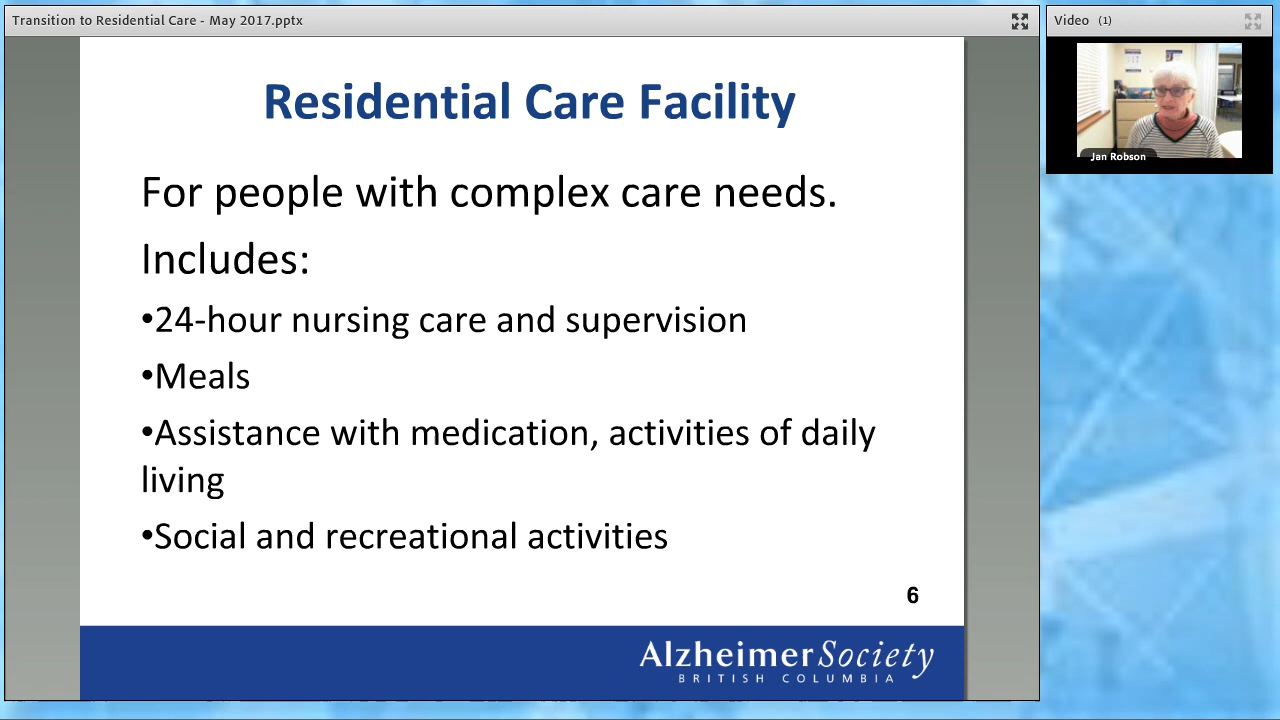 Transition to Residential Care - May 2017.pptx
Video (1)
Jan Robson
Residential Care Facility
For people with complex care needs.
Includes:
•24-hour nursing care and supervision
•Meals
•Assistance with medication, activities of daily
living
•Social and recreational activities
6
AlzheimerSociety
BRITISH COLUMBIA